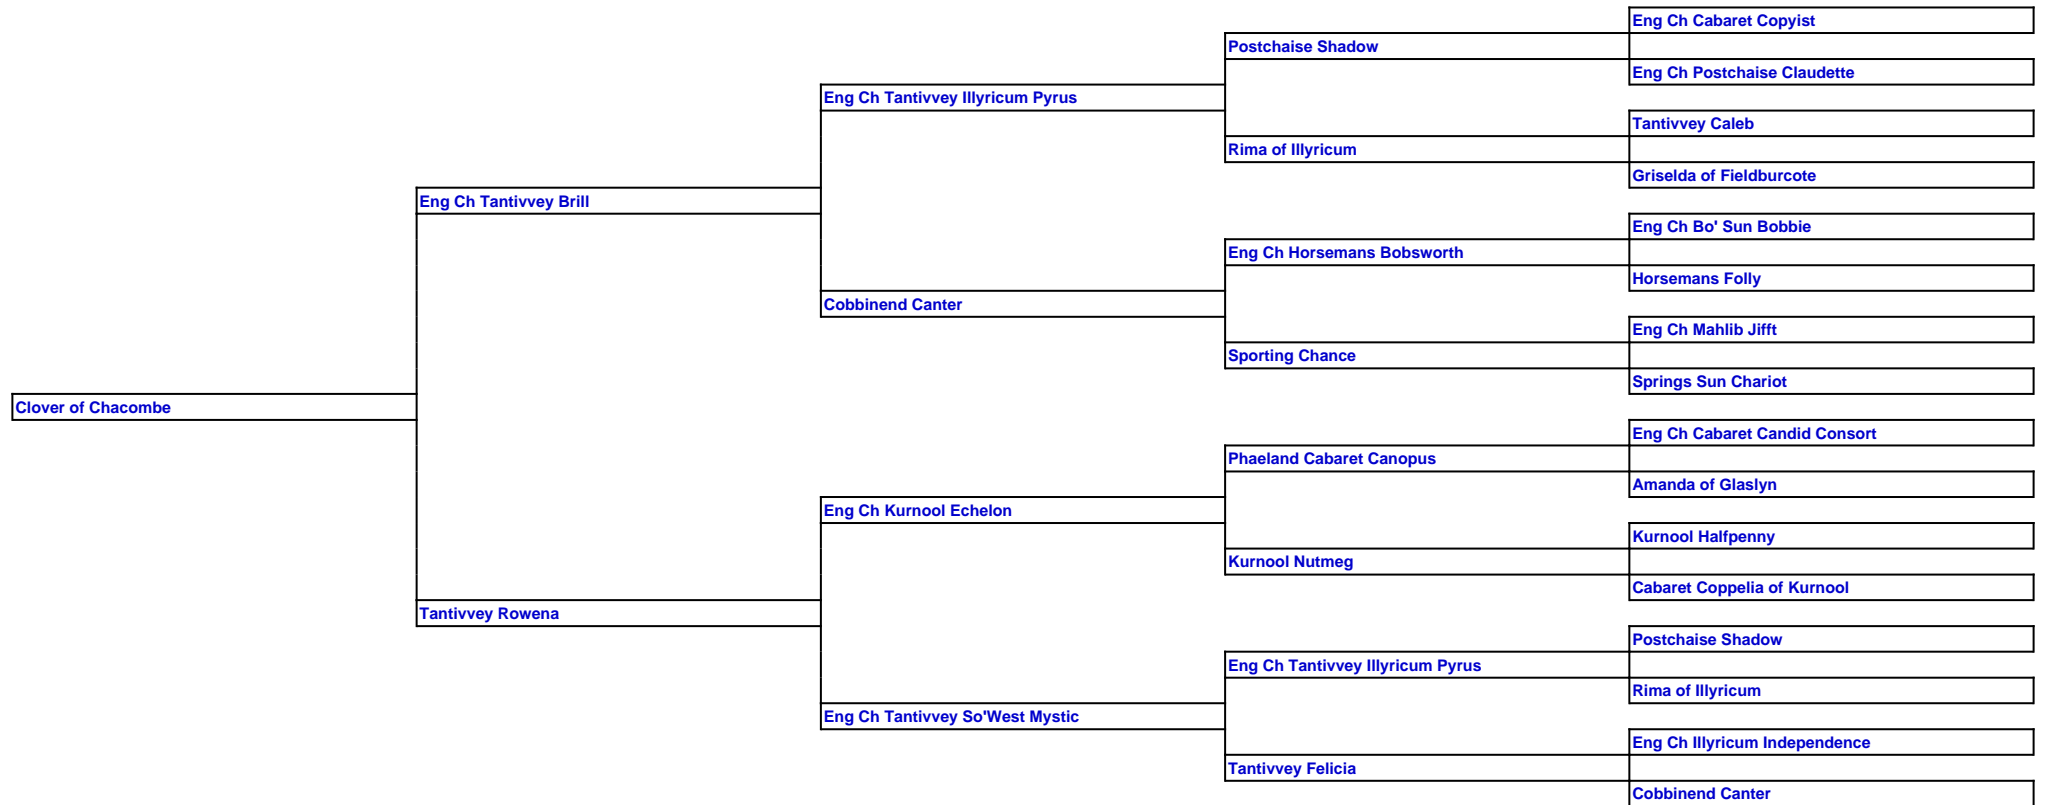 Eng Ch Cabaret Copyist
Postchaise Shadow
Eng Ch Postchaise Claudette
Eng Ch Tantivvey Illyricum Pyrus
Tantivvey Caleb
Rima of Illyricum
Griselda of Fieldburcote
Eng Ch Tantivvey Brill
Eng Ch Bo' Sun Bobbie
Eng Ch Horsemans Bobsworth
Horsemans Folly
Cobbinend Canter
Eng Ch Mahlib Jifft
Sporting Chance
Springs Sun Chariot
Clover of Chacombe
Eng Ch Cabaret Candid Consort
Phaeland Cabaret Canopus
Amanda of Glaslyn
Eng Ch Kurnool Echelon
Kurnool Halfpenny
Kurnool Nutmeg
Cabaret Coppelia of Kurnool
Tantivvey Rowena
Postchaise Shadow
Eng Ch Tantivvey Illyricum Pyrus
Rima of Illyricum
Eng Ch Tantivvey So'West Mystic
Eng Ch Illyricum Independence
Tantivvey Felicia
Cobbinend Canter